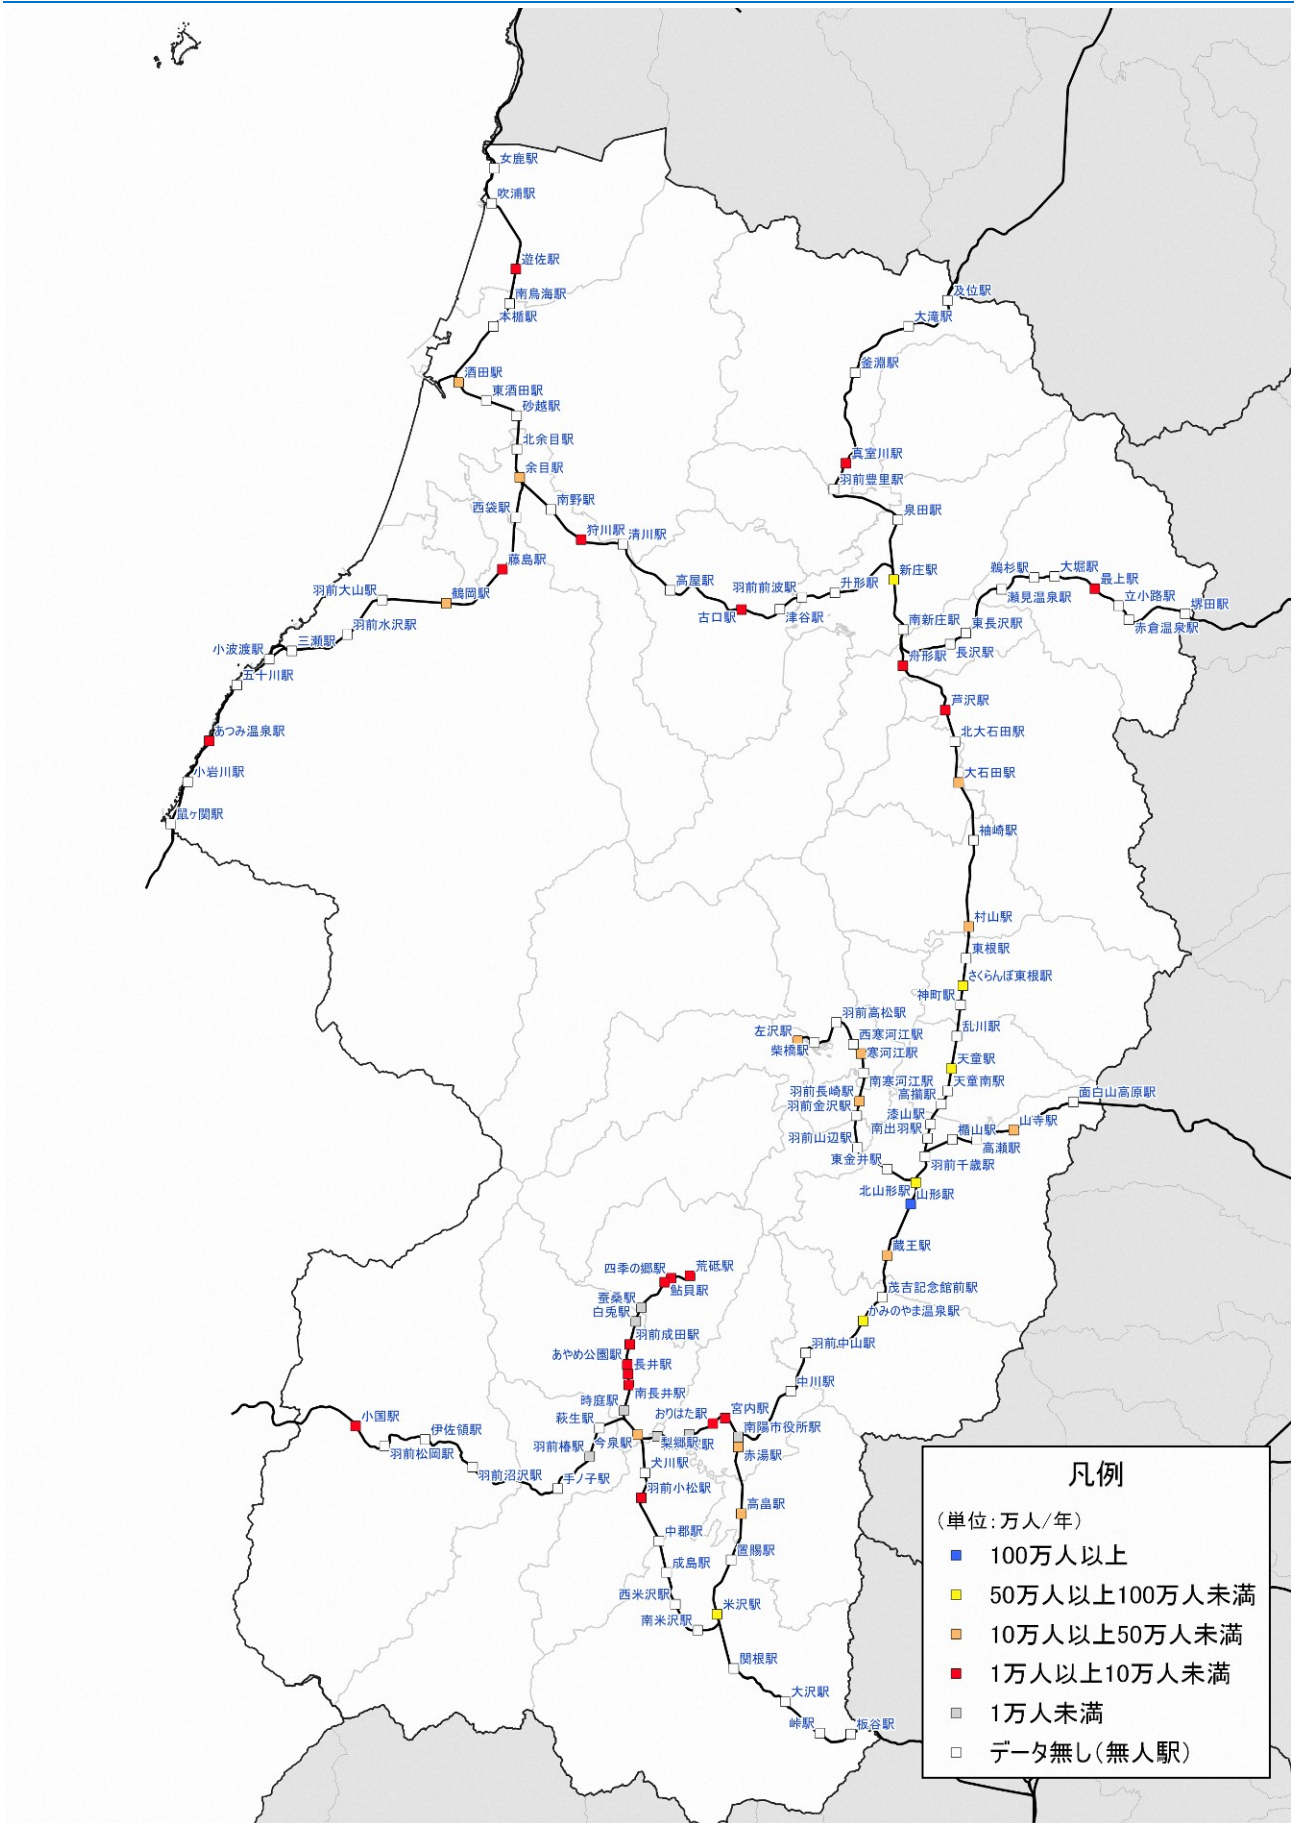 女鹿駅
吹浦駅
遊佐駅
南鳥海駅
本楯駅
酒田駅
東酒田駅
砂越駅
北余目駅
余目駅
西袋駅
南野駅
狩川駅
清川駅
藤島駅
鶴岡駅
羽前大山駅
羽前水沢駅
三瀬駅
小波渡駅
五十川駅
あつみ温泉駅
小岩川駅
鼠ヶ関駅
高屋駅
古口駅
津谷駅
羽前前波駅
升形駅
及位駅
大滝駅
釜淵駅
真室川駅
羽前豊里駅
泉田駅
新庄駅
南新庄駅
舟形駅
長沢駅
東長沢駅
瀬見温泉駅
鵜杉駅
大堀駅
最上駅
立小路駅
赤倉温泉駅
堺田駅
芦沢駅
北大石田駅
大石田駅
袖崎駅
村山駅
東根駅
さくらんぼ東根駅
神町駅
乱川駅
天童駅
天童南駅
高擶駅
漆山駅
南出羽駅
羽前千歳駅
楯山駅
高瀬駅
山寺駅
面白山高原駅
左沢駅
柴橋駅
羽前高松駅
西寒河江駅
寒河江駅
南寒河江駅
羽前長崎駅
羽前金沢駅
羽前山辺駅
東金井駅
北山形駅
山形駅
蔵王駅
茂吉記念館前駅
かみのやま温泉駅
羽前中山駅
中川駅
荒砥駅
四季の郷駅
鮎貝駅
蚕桑駅
白兎駅
羽前成田駅
あやめ公園駅
長井駅
南長井駅
時庭駅
萩生駅
今泉駅
羽前椿駅
手ノ子駅
羽前沼沢駅
伊佐領駅
羽前松岡駅
小国駅
おりはた駅
宮内駅
南陽市役所駅
梨郷駅
赤湯駅
犬川駅
羽前小松駅
中郡駅
成島駅
西米沢駅
南米沢駅
高畠駅
置賜駅
米沢駅
関根駅
大沢駅
峠駅
板谷駅
凡例
(単位:万人/年)
100万人以上
50万人以上100万人未満
10万人以上50万人未満
1万人以上10万人未満
1万人未満
データ無し(無人駅)